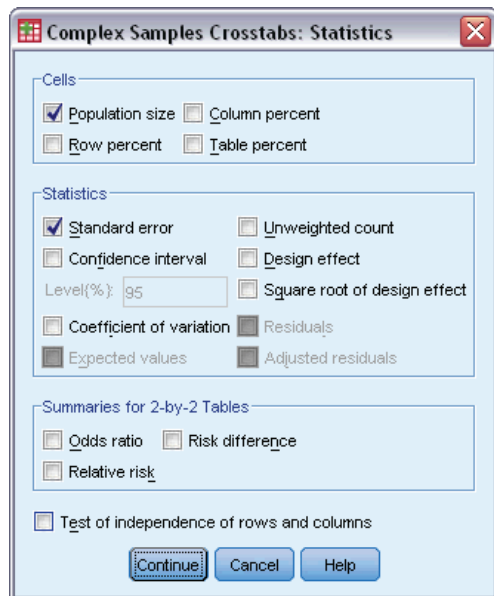 Complex Samples Crosstabs: Statistics
Cells
Population size Column percent
Row percent Table percent
Statistics
Standard error Unweighted count
Confidence interval Design effect
Level(%): 95 Square root of design effect
Coefficient of variation Residuals
Expected values Adjusted residuals
Summaries for 2-by-2 Tables
Odds ratio Risk difference
Relative risk
Test of independence of rows and columns
Continue Cancel Help